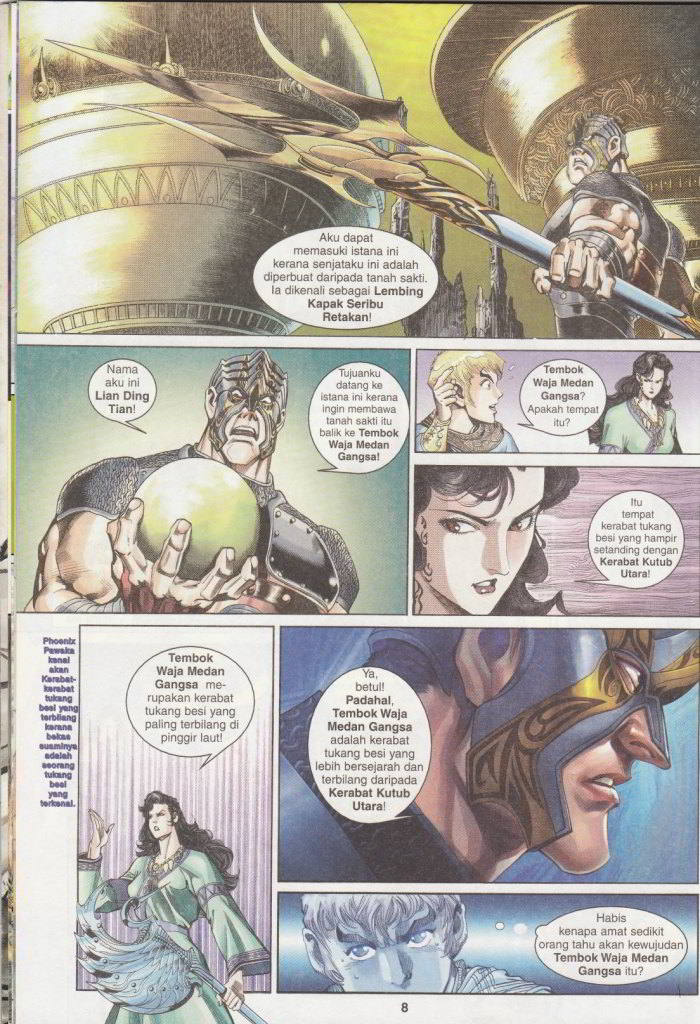 Aku dapat
memasuki istana ini
kerana senjataku ini adalah
diperbuat daripada tanah sakti.
Ia dikenali sebagai Lembing
Kapak Seribu
Retakan!
Nama
aku ini
Lian Ding
Tian!
Tujuanku
datang ke
istana ini kerana
ingin membawa
tanah sakti itu
balik ke Tembok
Waja Medan
Gangsa!
Tembok
Waja Medan
Gangsa?
Apakah tempat
itu?
Itu
tempat
kerabat tukang
besi yang hampir
setanding dengan
Kerabat Kutub
Utara!
Phoenix
Pawaka
kenal
akan
Kerabat-
kerabat
tukang
besi yang
terbilang
kerana
bekas
suaminya
adalah
seorang
tukang
besi
yang
terkenal.
Tembok
Waja Medan
Gangsa me-
rupakan kerabat
tukang besi yang
paling terbilang di
pinggir laut!
Ya,
betul!
Padahal,
Tembok Waja
Medan Gangsa
adalah kerabat
tukang besi yang
lebih bersejarah dan
terbilang daripada
Kerabat Kutub
Utara!
Habis
kenapa amat sedikit
orang tahu akan kewujudan
Tembok Waja Medan
Gangsa itu?
8